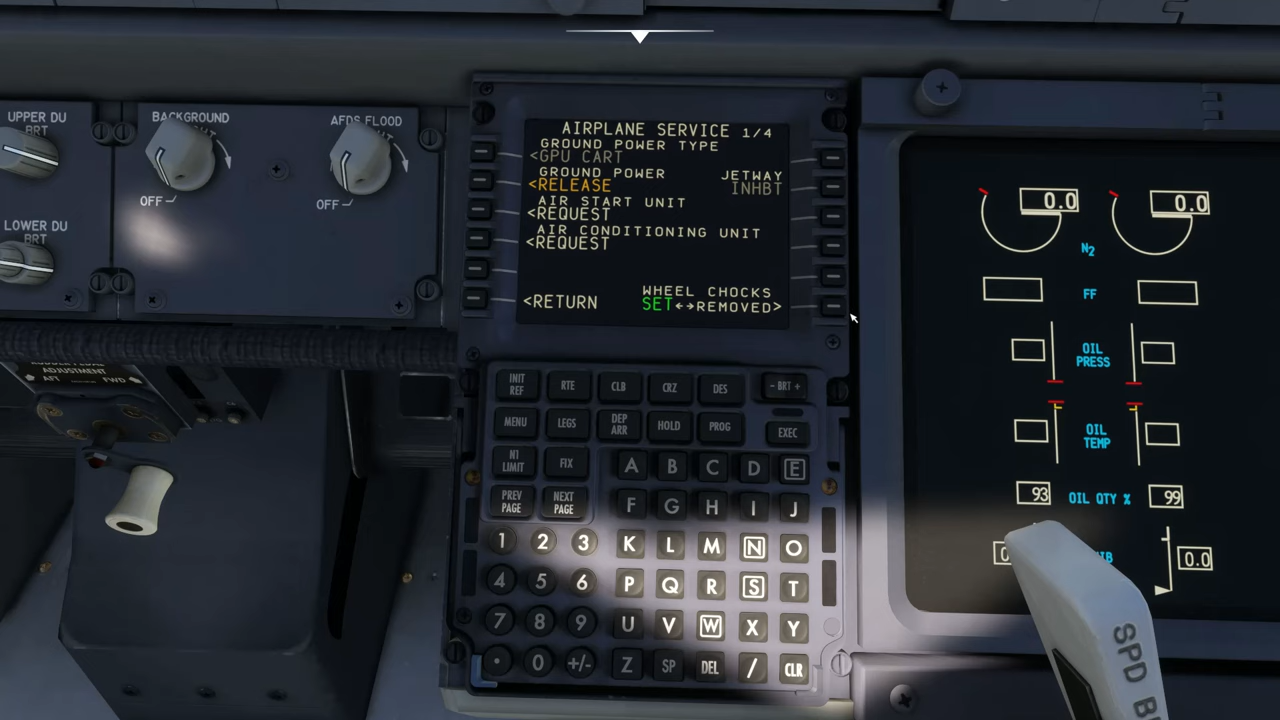 UPPER DU
BRT
BACKGROUND
OFF
AFDS FLOOD
OFF
LOWER DU
BRT
AIRPLANE SERVICE 1/4
GROUND POWER TYPE
<GPU CART
GROUND POWER JETWAY
<RELEASE INHBT
AIR START UNIT
<REQUEST
AIR CONDITIONING UNIT
<REQUEST
WHEEL CHOCKS
<RETURN SET↔REMOVED>
ADJUSTMENT
AFT FWD
INIT REF
RTE
CLB
CRZ
DES
- BRT +
MENU
LEGS
DEP ARR
HOLD
PROG
EXEC
N1 LIMIT
FIX
A B C D E
PREV PAGE
NEXT PAGE
F G H I J
1 2 3 K L M N O
4 5 6 P Q R S T
7 8 9 U V W X Y
. 0 +/- Z SP DEL / CLR
0.0 0.0
N2
FF
OIL PRESS
OIL TEMP
93 OIL QTY % 99
0.0
SPD B